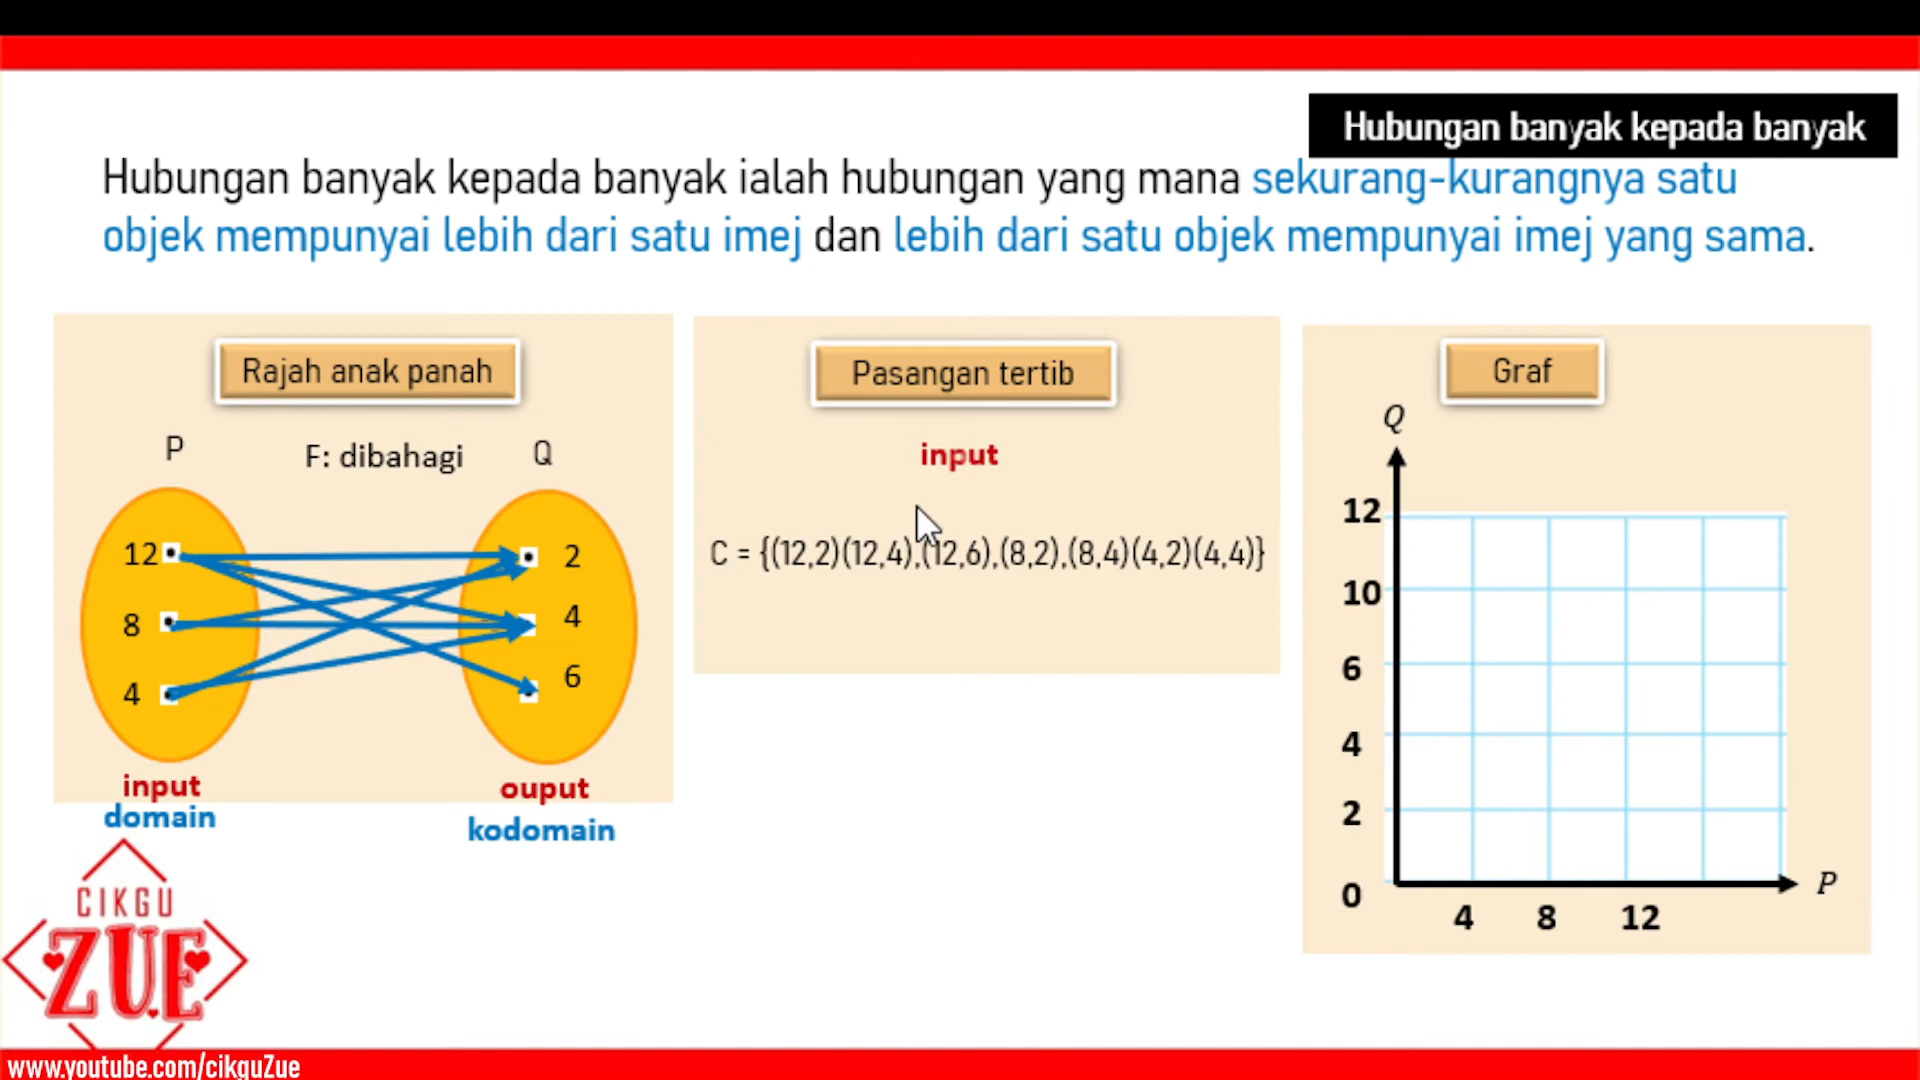 Hubungan banyak kepada banyak
Hubungan banyak kepada banyak ialah hubungan yang mana sekurang-kurangnya satu
objek mempunyai lebih dari satu imej dan lebih dari satu objek mempunyai imej yang sama.
Rajah anak panah
P
F: dibahagi
Q
12
8
4
2
4
6
input
domain
ouput
kodomain
Pasangan tertib
input
C = {(12,2)(12,4),(12,6),(8,2),(8,4)(4,2)(4,4)}
Graf
Q
12
10
6
4
2
0
4 8 12
P
CIKGU
ZUE
www.youtube.com/cikguZue